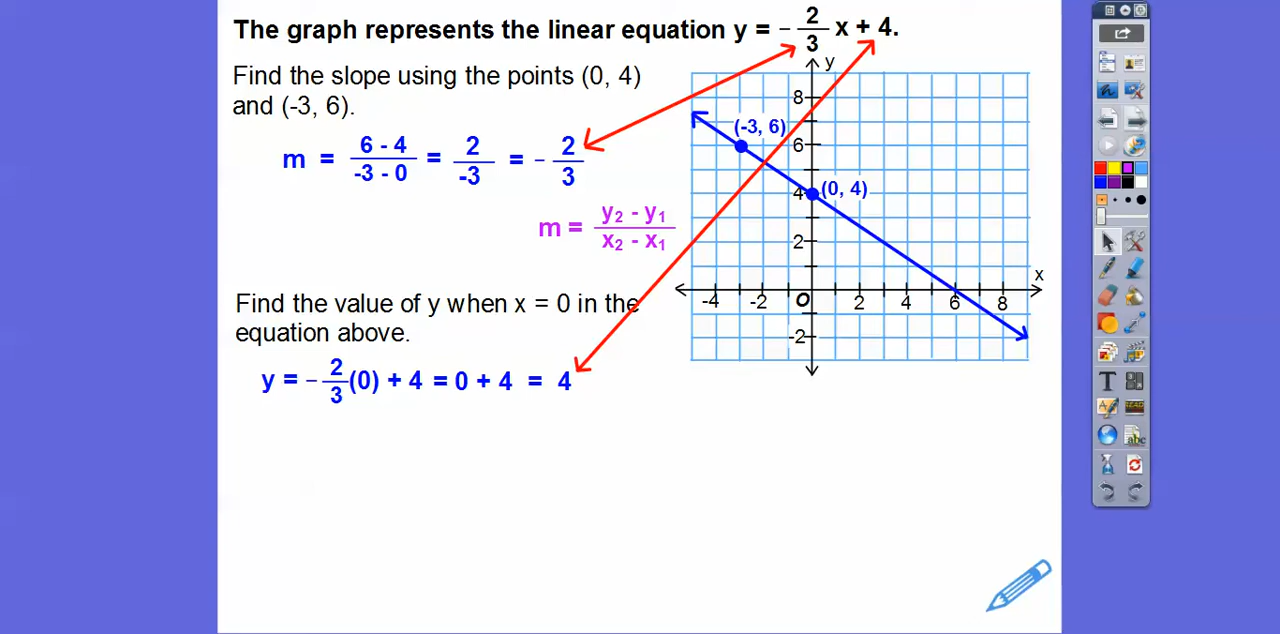 The graph represents the linear equation y = - 2/3 x + 4.
Find the slope using the points (0, 4)
and (-3, 6).
m = 6 - 4 / -3 - 0 = 2 / -3 = - 2/3
m = y₂ - y₁ / x₂ - x₁
Find the value of y when x = 0 in the
equation above.
y = - 2/3 (0) + 4 = 0 + 4 = 4
y
8
(-3, 6)
6
(0, 4)
4
2
x
-4 -2 O 2 4 6 8
-2
T
abc